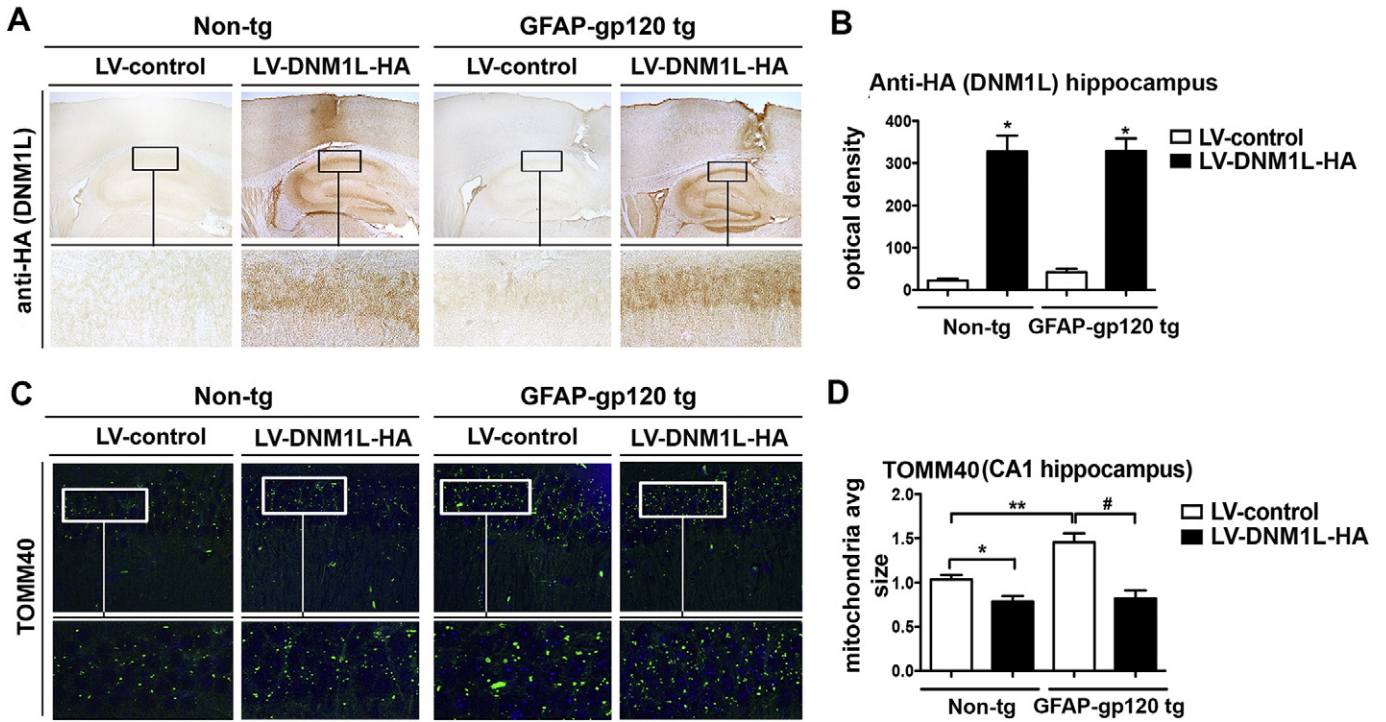 A
Non-tg
GFAP-gp120 tg
LV-control
LV-DNM1L-HA
LV-control
LV-DNM1L-HA
anti-HA (DNM1L)
B
Anti-HA (DNM1L) hippocampus
optical density
400
300
200
100
0
*
*
LV-control
LV-DNM1L-HA
Non-tg
GFAP-gp120 tg
C
Non-tg
GFAP-gp120 tg
LV-control
LV-DNM1L-HA
LV-control
LV-DNM1L-HA
TOMM40
D
TOMM40 (CA1 hippocampus)
mitochondria avg
size
2.0
1.5
1.0
0.5
0.0
*
**
#
LV-control
LV-DNM1L-HA
Non-tg
GFAP-gp120 tg